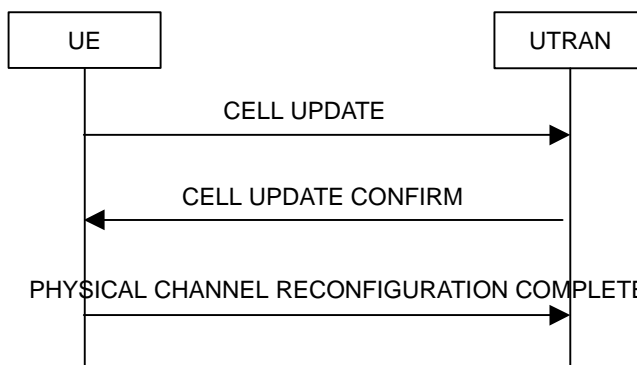 UE
UTRAN
CELL UPDATE
CELL UPDATE CONFIRM
PHYSICAL CHANNEL RECONFIGURATION COMPLETE